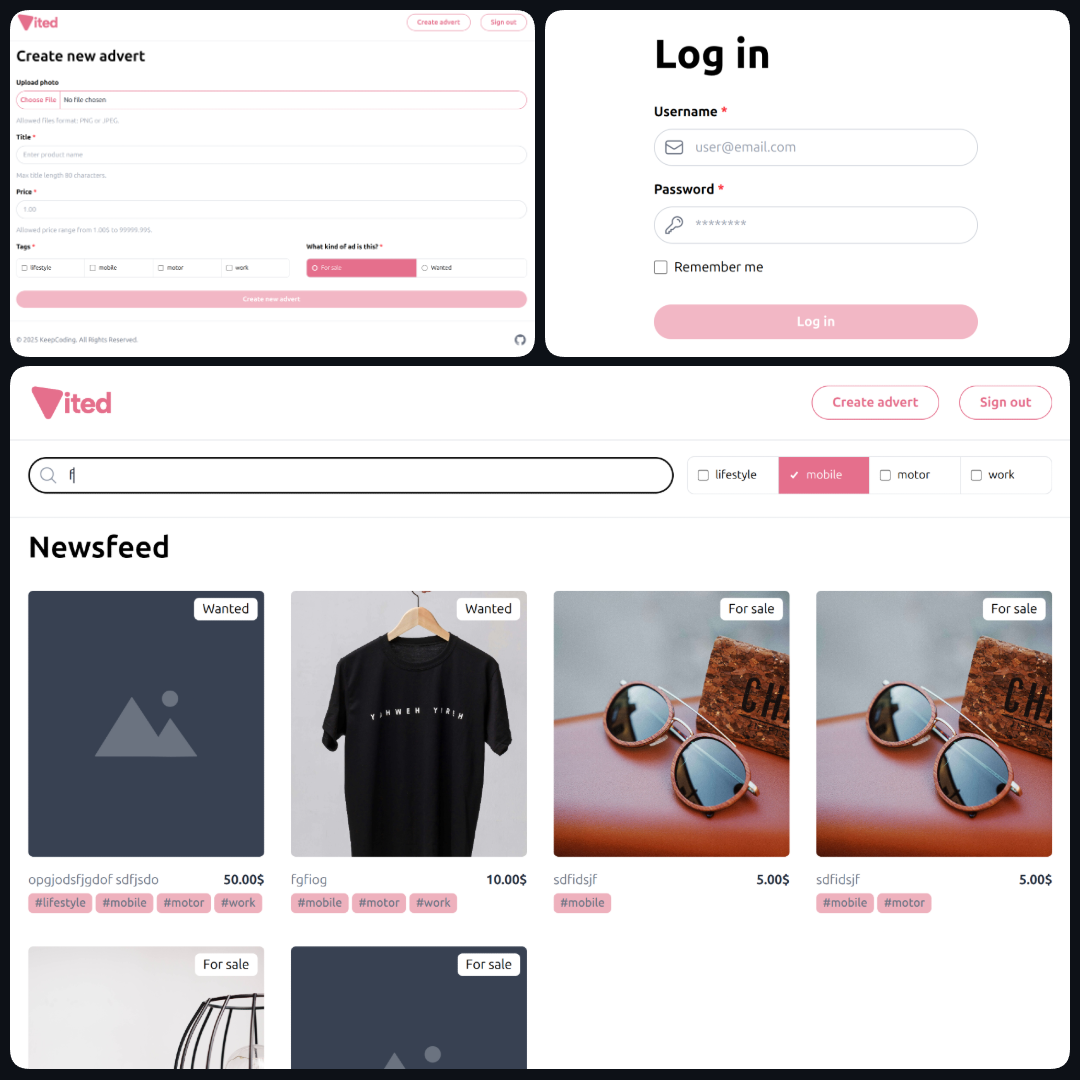 ited
Create advert
Sign out
Create new advert
Upload photo
Choose File No file chosen
Allowed files format: PNG or JPEG.
Title *
Enter product name
Max title length 80 characters.
Price *
1.00
Allowed price range from 1.00$ to 99999.99$.
Tags *
lifestyle mobile motor work
What kind of ad is this? *
For sale Wanted
Create new advert
© 2025 KeepCoding. All Rights Reserved.
Log in
Username *
user@email.com
Password *
********
Remember me
Log in
ited
Create advert
Sign out
f
lifestyle mobile motor work
Newsfeed
Wanted
Wanted
YAHWEH YIREH
For sale
CHA
For sale
CHA
opgjodsfjgdof sdfjsdo 50.00$
#lifestyle #mobile #motor #work
fgfiog 10.00$
#mobile #motor #work
sdfidsjf 5.00$
#mobile
sdfidsjf 5.00$
#mobile #motor
For sale
For sale